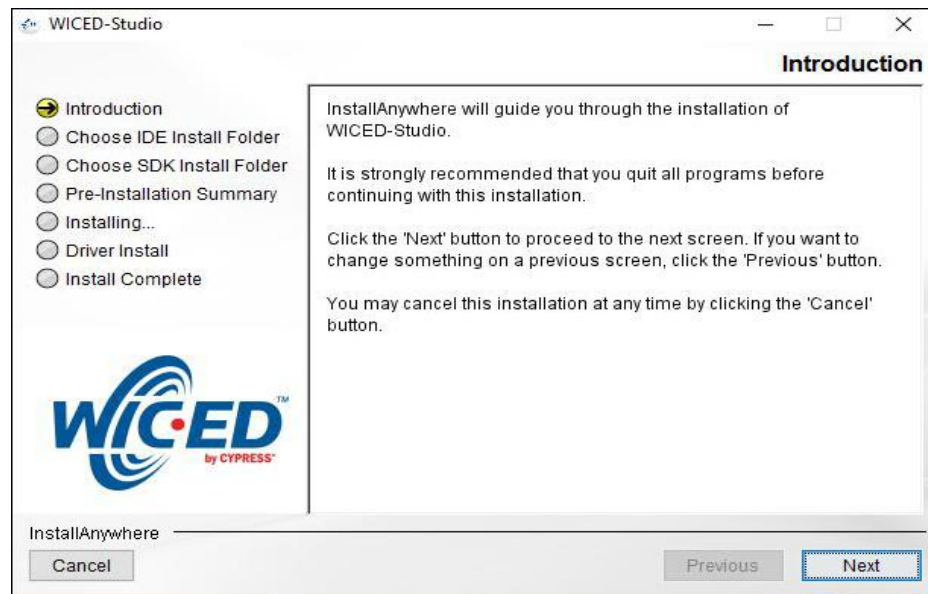 WICED-Studio
Introduction
Introduction
Choose IDE Install Folder
Choose SDK Install Folder
Pre-Installation Summary
Installing...
Driver Install
Install Complete
InstallAnywhere will guide you through the installation of
WICED-Studio.
It is strongly recommended that you quit all programs before
continuing with this installation.
Click the 'Next' button to proceed to the next screen. If you want to
change something on a previous screen, click the 'Previous' button.
You may cancel this installation at any time by clicking the 'Cancel'
button.
WICED™
by CYPRESS™
InstallAnywhere
Cancel
Previous
Next